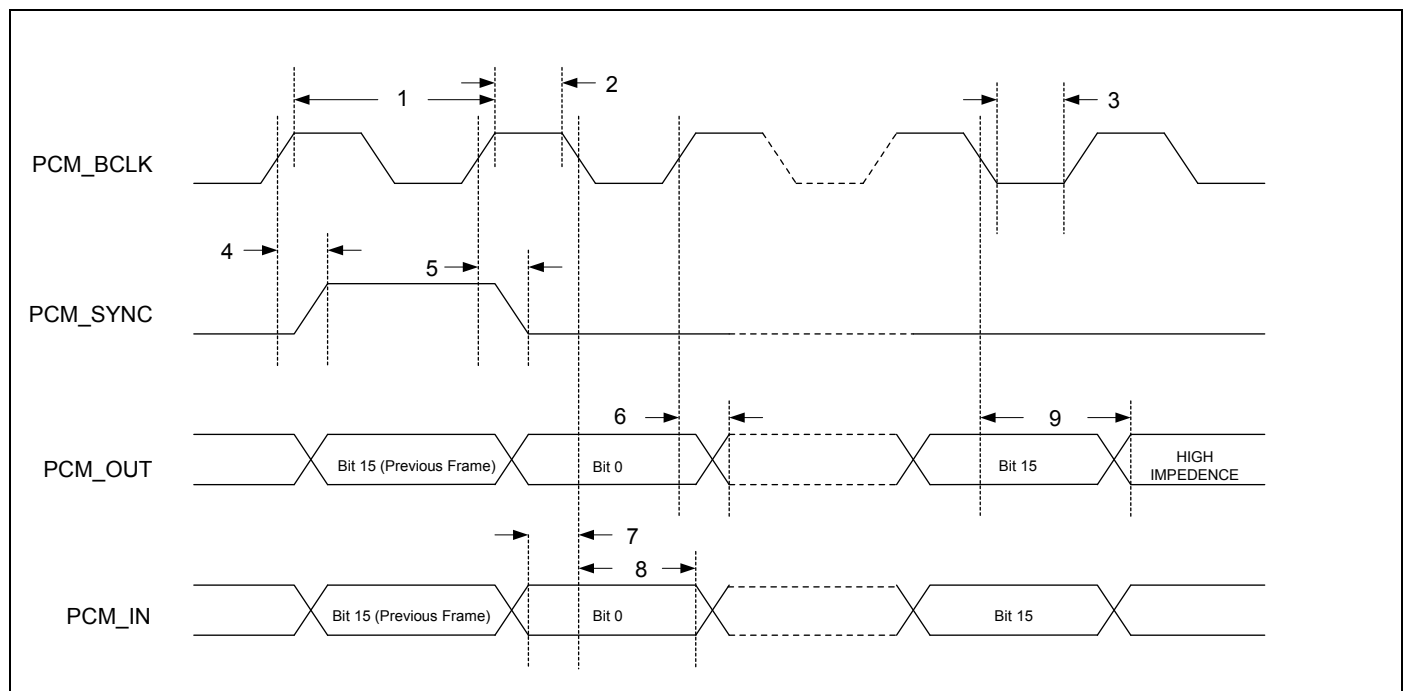 1
2
3
PCM_BCLK
4
5
PCM_SYNC
6
9
PCM_OUT
Bit 15 (Previous Frame)
Bit 0
Bit 15
HIGH
IMPEDENCE
7
8
PCM_IN
Bit 15 (Previous Frame)
Bit 0
Bit 15